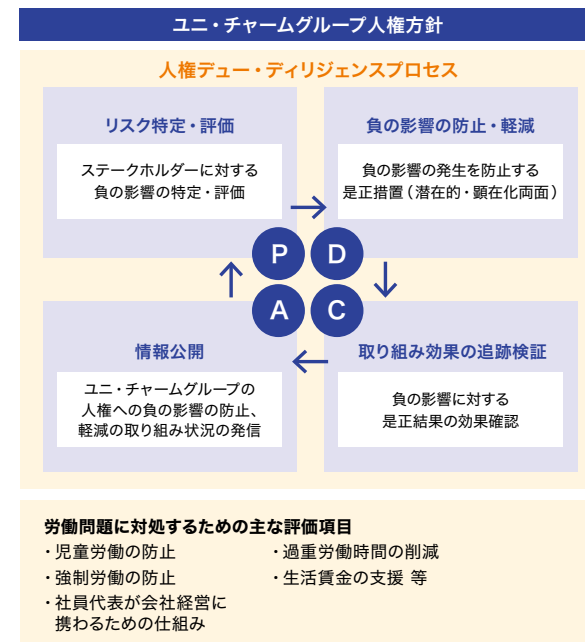 ユニ・チャームグループ人権方針
人権デュー・ディリジェンスプロセス
リスク特定・評価
ステークホルダーに対する
負の影響の特定・評価
負の影響の防止・軽減
負の影響の発生を防止する
是正措置（潜在的・顕在化両面）
P
D
A
C
情報公開
ユニ・チャームグループの
人権への負の影響の防止、
軽減の取り組み状況の発信
取り組み効果の追跡検証
負の影響に対する
是正結果の効果確認
労働問題に対処するための主な評価項目
・児童労働の防止
・強制労働の防止
・社員代表が会社経営に
携わるための仕組み
・過重労働時間の削減
・生活賃金の支援 等